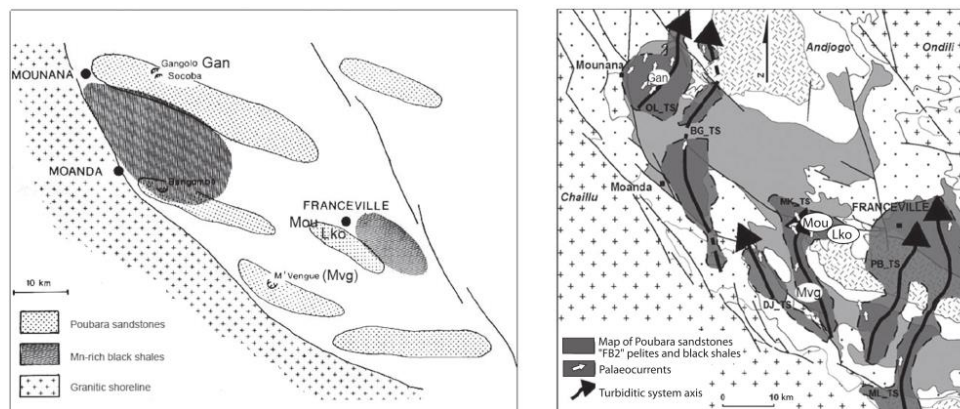 Gangolo Gan
Socoba
MOUNANA
MOANDA
Bangombé
FRANCEVILLE
Mou
Lko
M'Vengue (Mvg)
10 km
Poubara sandstones
Mn-rich black shales
Granitic shoreline
Andjogo
Ondili
Mounana
Gan
OL_TS
BG_TS
Moanda
Chaillu
MK_TS
FRANCEVILLE
Mou
Lko
PB_TS
Mvg
DJ_TS
ML_TS
Map of Poubara sandstones
"FB2" pelites and black shales
Palaeocurrents
Turbiditic system axis
0 10 km